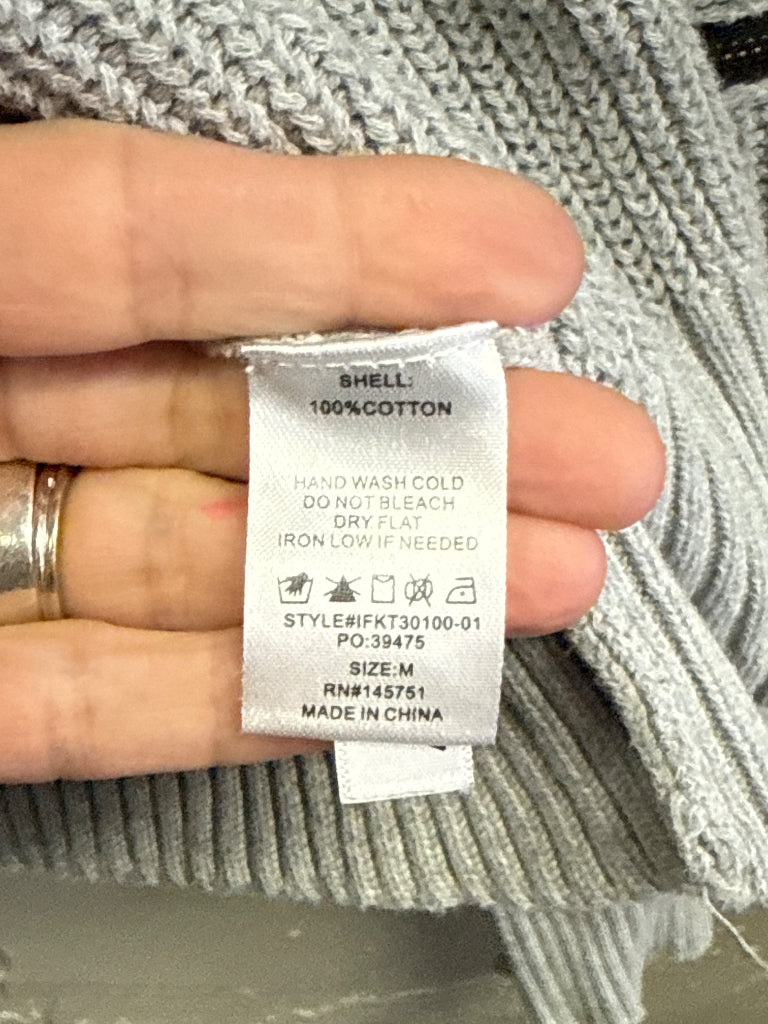 SHELL:
100%COTTON
HAND WASH COLD
DO NOT BLEACH
DRY FLAT
IRON LOW IF NEEDED
STYLE#IFKT30100-01
PO:39475
SIZE:M
RN#145751
MADE IN CHINA